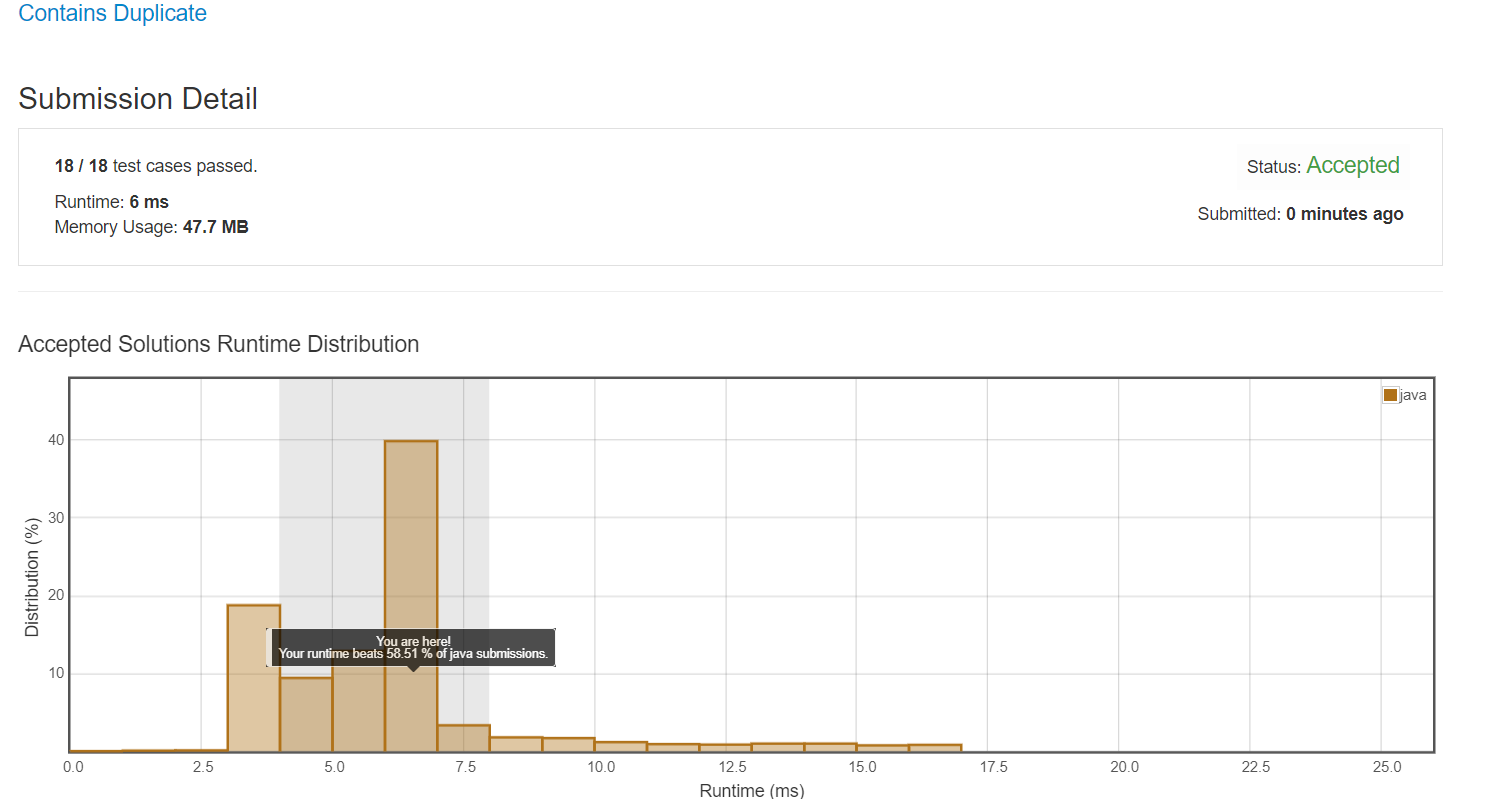 Contains Duplicate
Submission Detail
18 / 18 test cases passed.
Status: Accepted
Runtime: 6 ms
Memory Usage: 47.7 MB
Submitted: 0 minutes ago
Accepted Solutions Runtime Distribution
java
40
30
20
10
Distribution (%)
You are here!
Your runtime beats 58.51 % of java submissions.
0.0 2.5 5.0 7.5 10.0 12.5 15.0 17.5 20.0 22.5 25.0
Runtime (ms)